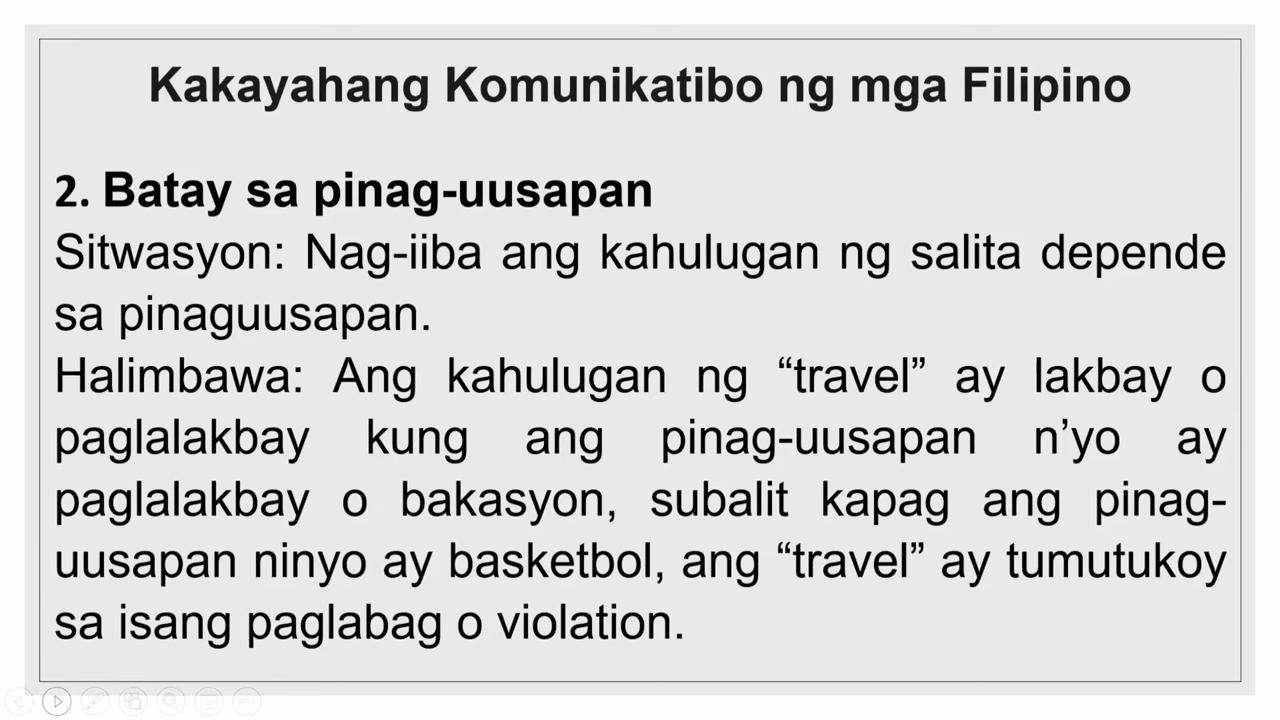 Kakayahang Komunikatibo ng mga Filipino
2. Batay sa pinag-uusapan
Sitwasyon: Nag-iiba ang kahulugan ng salita depende
sa pinaguusapan.
Halimbawa: Ang kahulugan ng “travel” ay lakbay o
paglalakbay kung ang pinag-uusapan n’yo ay
paglalakbay o bakasyon, subalit kapag ang pinag-
uusapan ninyo ay basketbol, ang “travel” ay tumutukoy
sa isang paglabag o violation.